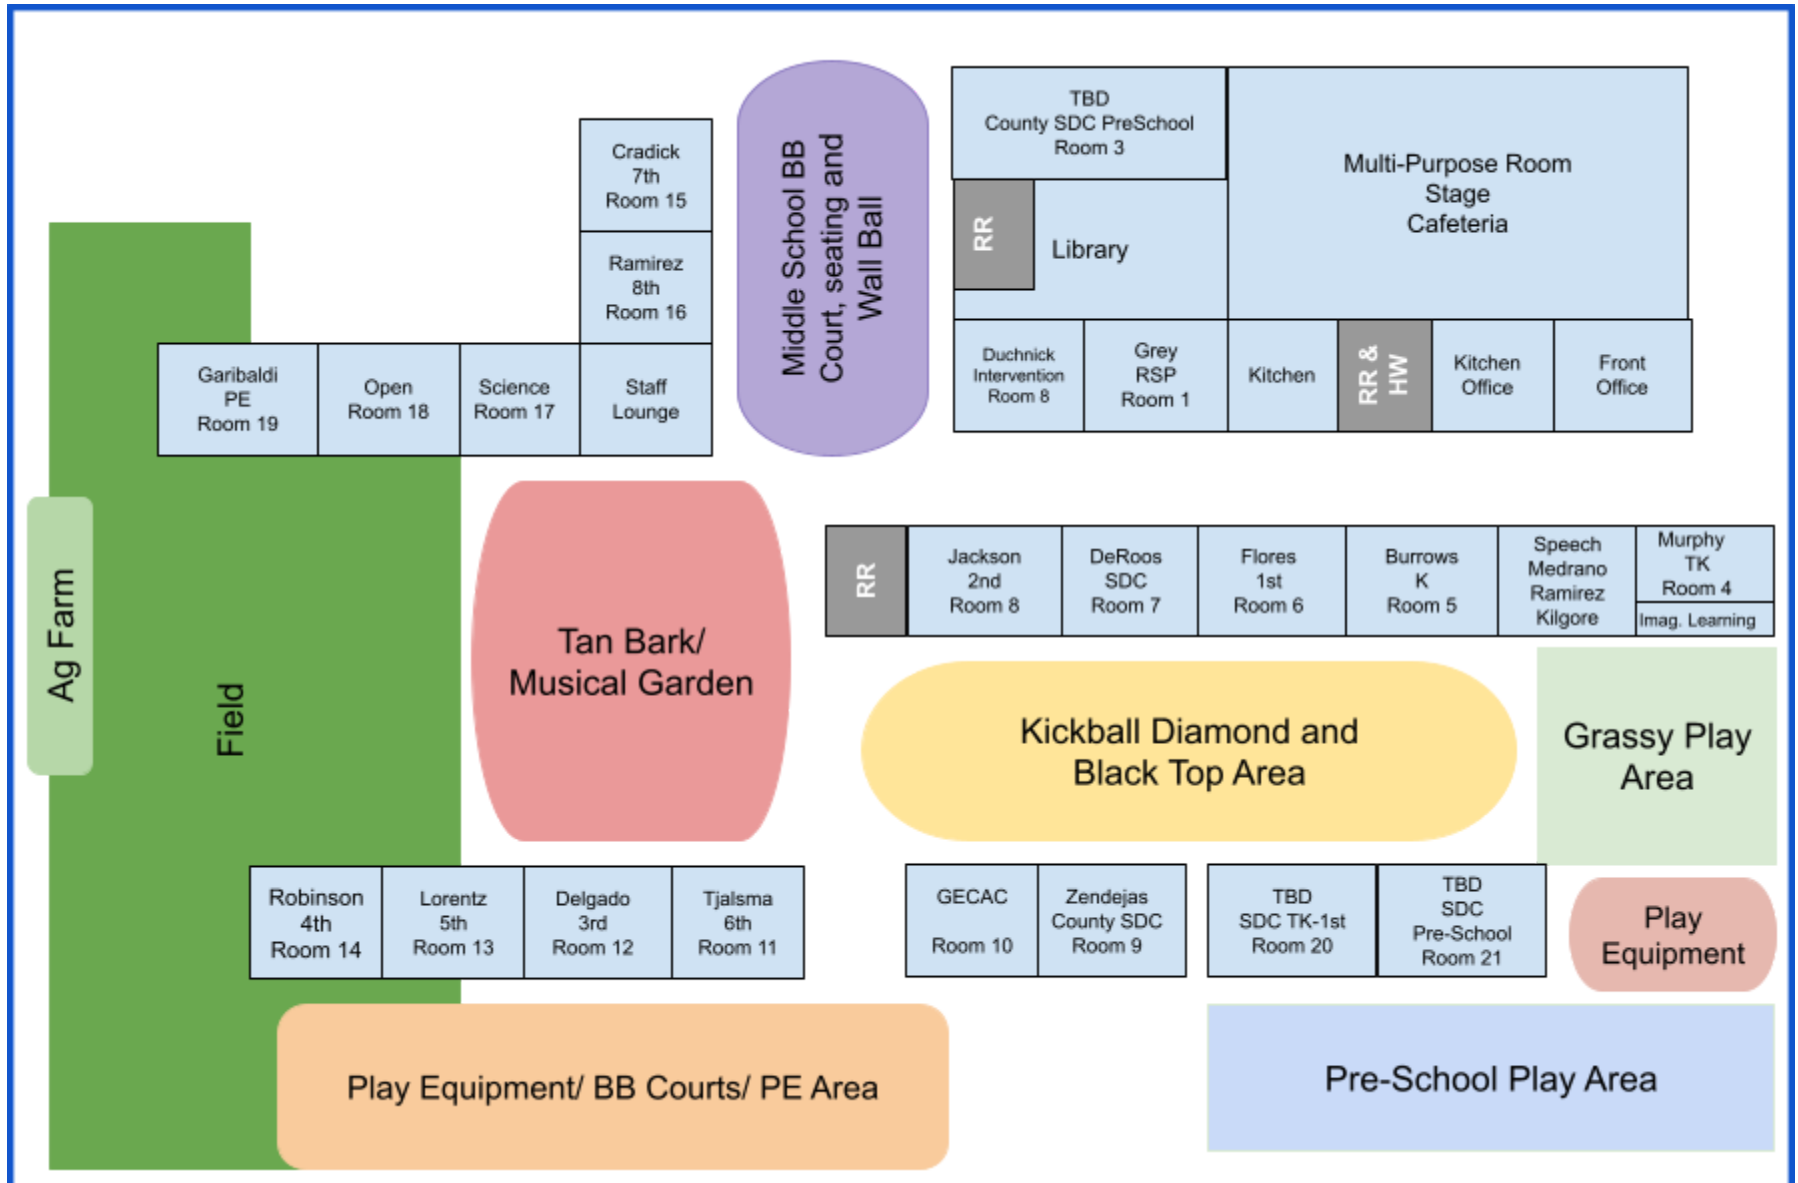 TBD
County SDC PreSchool
Room 3
Multi-Purpose Room
Stage
Cafeteria
Cradick
7th
Room 15
Middle School BB
Court, seating and
Wall Ball
RR
Library
Ramirez
8th
Room 16
Garibaldi
PE
Room 19
Open
Room 18
Science
Room 17
Staff
Lounge
Duchnick
Intervention
Room 8
Grey
RSP
Room 1
Kitchen
RR &
HW
Kitchen
Office
Front
Office
Ag Farm
Field
Tan Bark/
Musical Garden
RR
Jackson
2nd
Room 8
DeRoos
SDC
Room 7
Flores
1st
Room 6
Burrows
K
Room 5
Speech
Medrano
Ramirez
Kilgore
Murphy
TK
Room 4
Imag. Learning
Kickball Diamond and
Black Top Area
Grassy Play
Area
Robinson
4th
Room 14
Lorentz
5th
Room 13
Delgado
3rd
Room 12
Tjalsma
6th
Room 11
GECAC
Room 10
Zendejas
County SDC
Room 9
TBD
SDC TK-1st
Room 20
TBD
SDC
Pre-School
Room 21
Play
Equipment
Play Equipment/ BB Courts/ PE Area
Pre-School Play Area